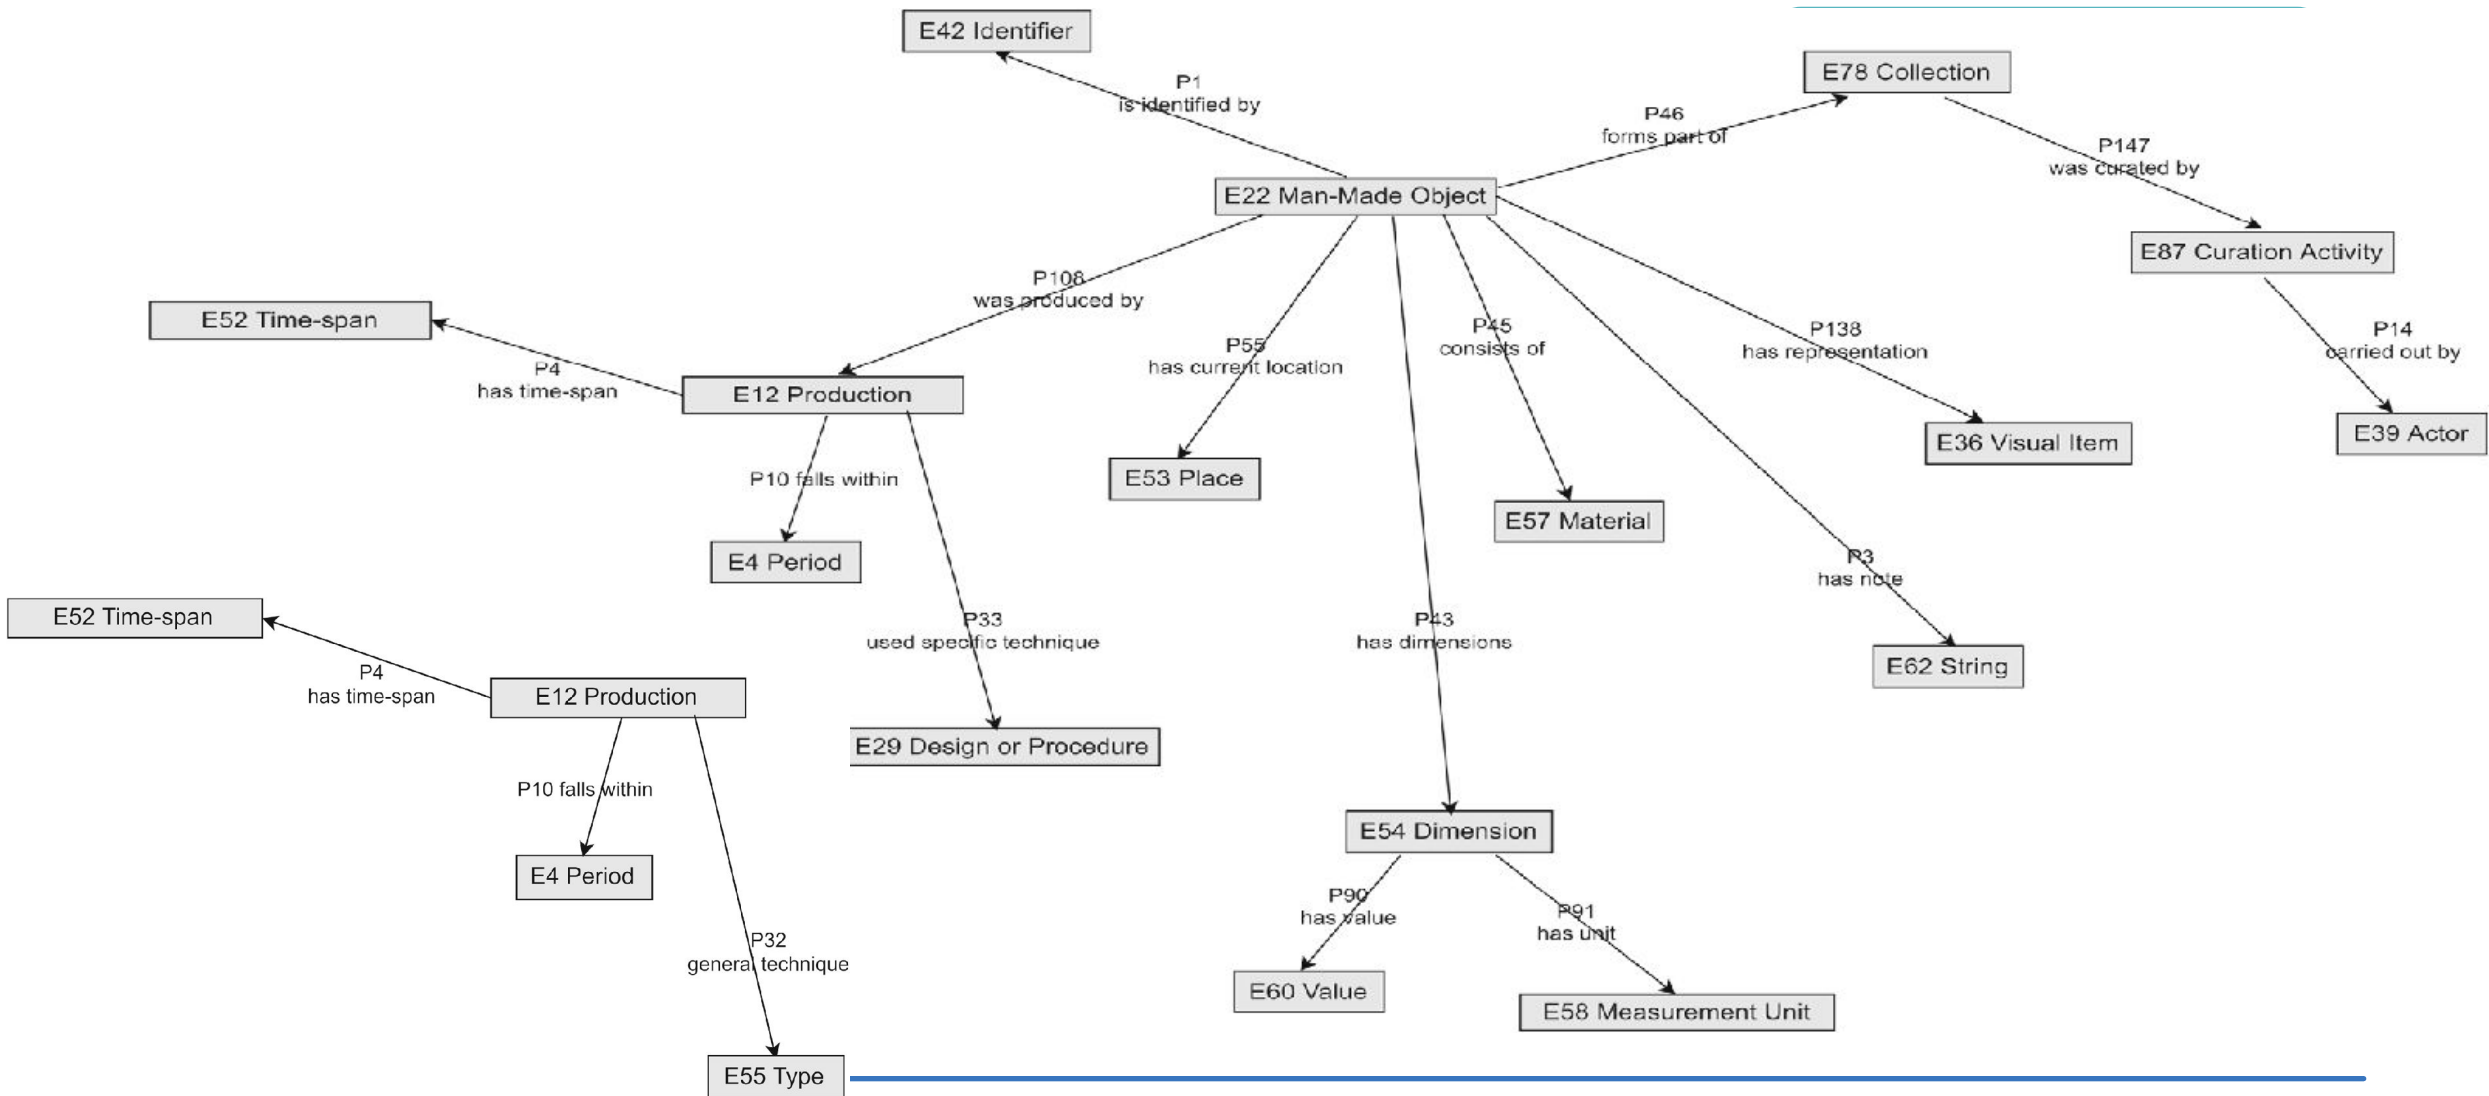 E42 Identifier
E78 Collection
P1
is identified by
P46
forms part of
P147
was curated by
E22 Man-Made Object
E87 Curation Activity
P108
was produced by
E52 Time-span
P55
has current location
P45
consists of
P138
has representation
P14
carried out by
P4
has time-span
E12 Production
E36 Visual Item
E39 Actor
P10 falls within
E53 Place
E57 Material
E4 Period
P3
has note
E52 Time-span
P33
used specific technique
P43
has dimensions
E62 String
P4
has time-span
E12 Production
E29 Design or Procedure
P10 falls within
E54 Dimension
E4 Period
P90
has value
P91
has unit
P32
general technique
E60 Value
E58 Measurement Unit
E55 Type